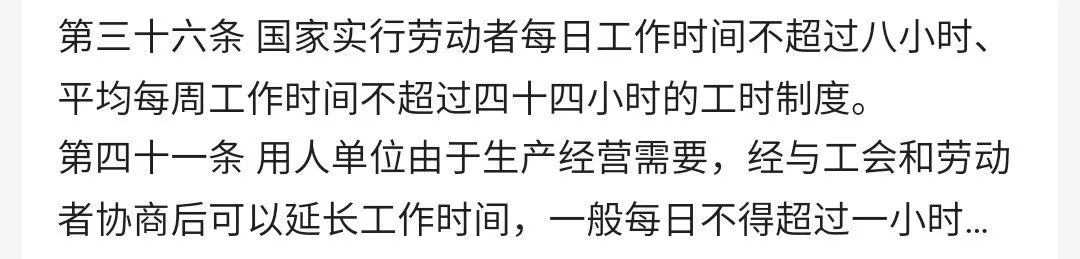 第三十六条 国家实行劳动者每日工作时间不超过八小时、
平均每周工作时间不超过四十四小时的工时制度。
第四十一条 用人单位由于生产经营需要，经与工会和劳动
者协商后可以延长工作时间，一般每日不得超过一小时...